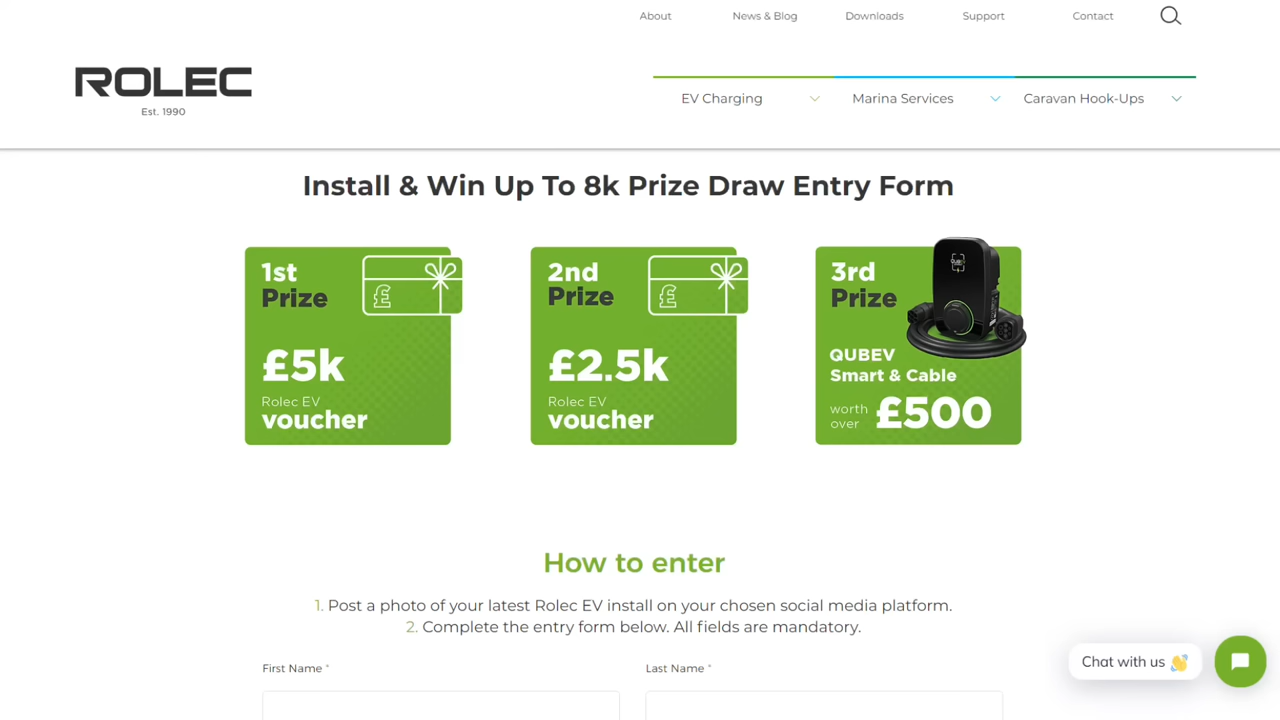 About
News & Blog
Downloads
Support
Contact
ROLEC
Est. 1990
EV Charging
Marina Services
Caravan Hook-Ups
Install & Win Up To 8k Prize Draw Entry Form
1st
Prize
£
£5k
Rolec EV
voucher
2nd
Prize
£
£2.5k
Rolec EV
voucher
3rd
Prize
QUBEV
Smart & Cable
worth
over
£500
How to enter
1. Post a photo of your latest Rolec EV install on your chosen social media platform.
2. Complete the entry form below. All fields are mandatory.
First Name *
Last Name *
Chat with us 👋